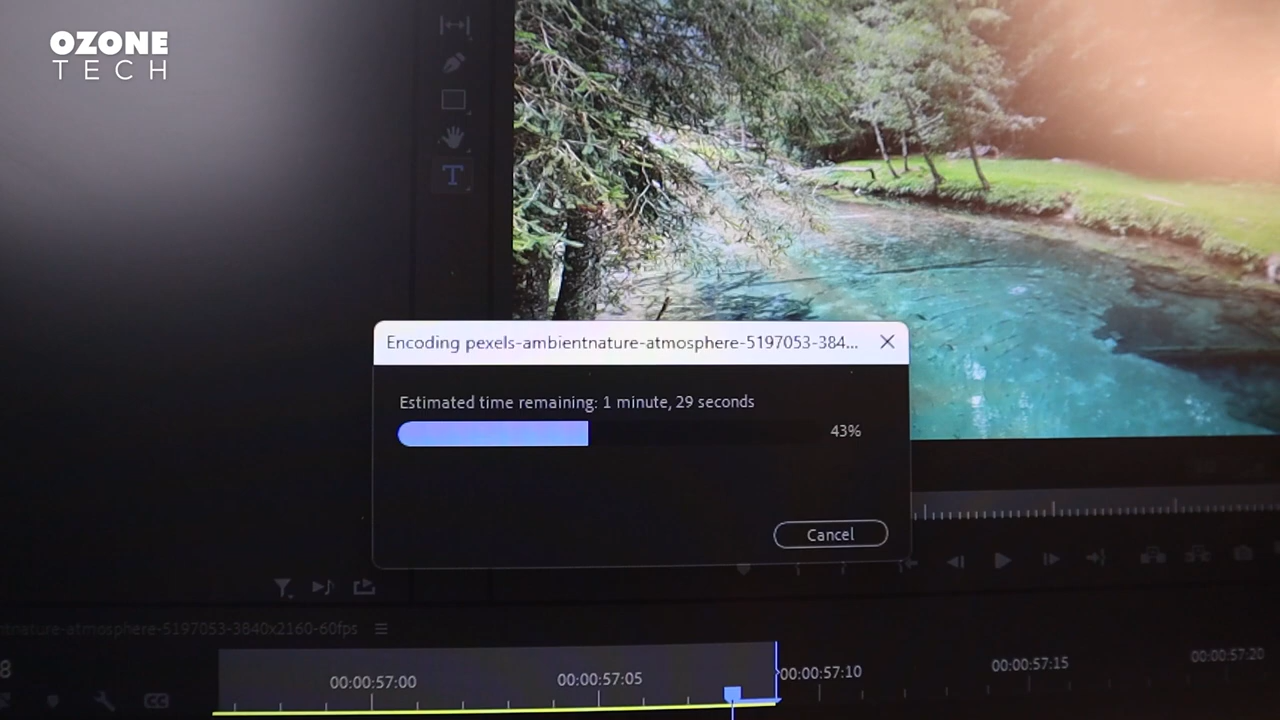 OZONE
TECH
T
Encoding pexels-ambientnature-atmosphere-5197053-384...
Estimated time remaining: 1 minute, 29 seconds
43%
Cancel
ntnature-atmosphere-5197053-3840x2160-60fps
8
00:00:57:00
00:00:57:05
00:00:57:10
00:00:57:15
00:00:57:20
CC